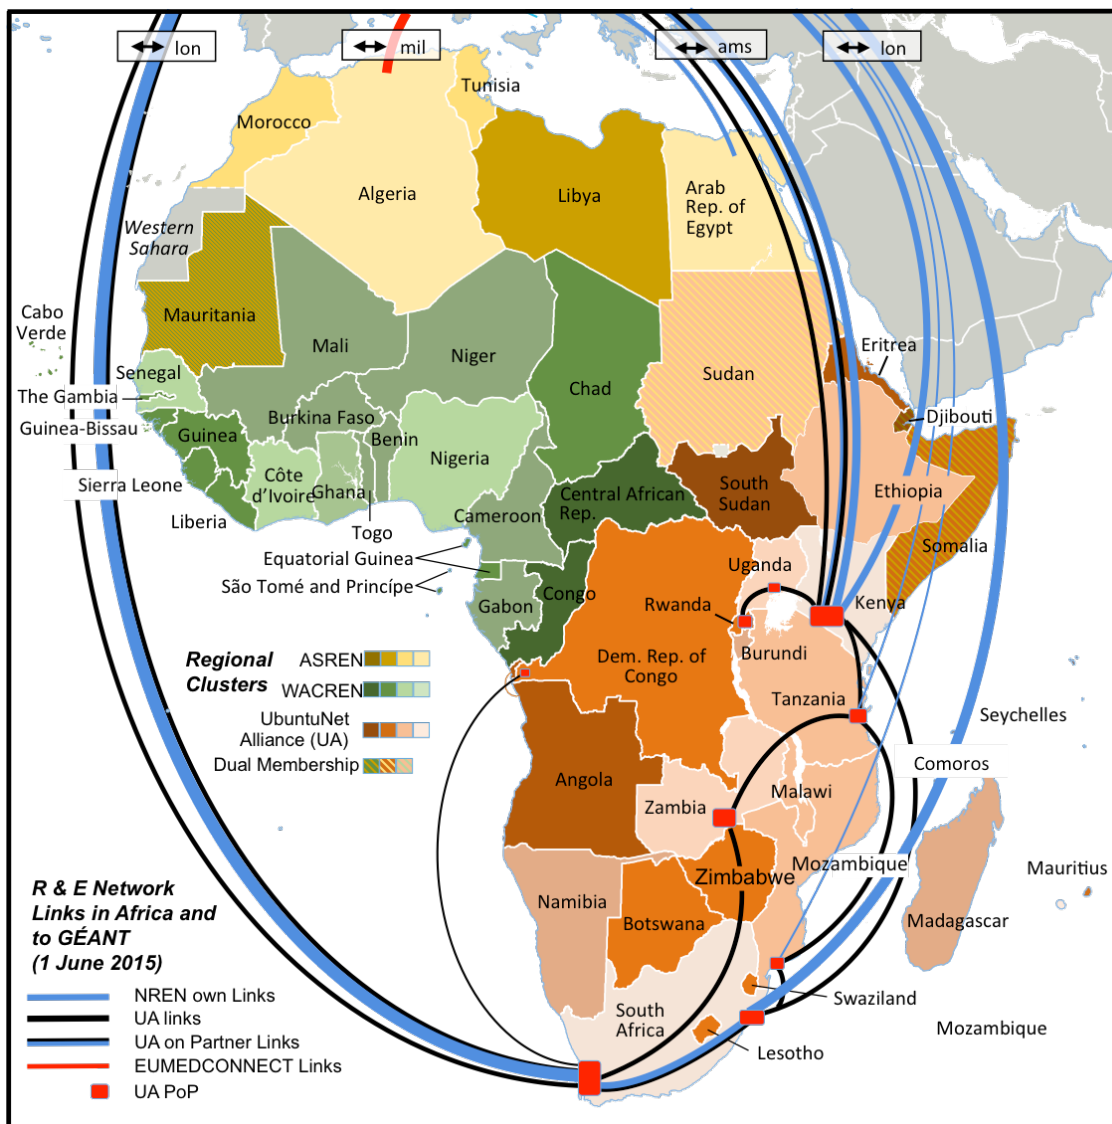 lon
mil
ams
lon
Tunisia
Morocco
Algeria
Libya
Arab
Rep. of
Egypt
Western
Sahara
Cabo
Verde
Mauritania
Mali
Niger
Chad
Sudan
Eritrea
Senegal
The Gambia
Guinea-Bissau
Guinea
Burkina Faso
Benin
Nigeria
Djibouti
Sierra Leone
Côte
d'Ivoire
Ghana
Liberia
Togo
Cameroon
Central African
Rep.
South
Sudan
Ethiopia
Somalia
Equatorial Guinea
São Tomé and Princípe
Gabon
Congo
Uganda
Kenya
Rwanda
Burundi
Dem. Rep. of
Congo
Tanzania
Seychelles
Comoros
Regional
Clusters
ASREN
WACREN
UbuntuNet
Alliance (UA)
Dual Membership
Angola
Zambia
Malawi
Mozambique
Zimbabwe
Mauritius
Namibia
Botswana
Madagascar
South
Africa
Swaziland
Lesotho
Mozambique
R & E Network
Links in Africa and
to GÉANT
(1 June 2015)
NREN own Links
UA links
UA on Partner Links
EUMEDCONNECT Links
UA PoP